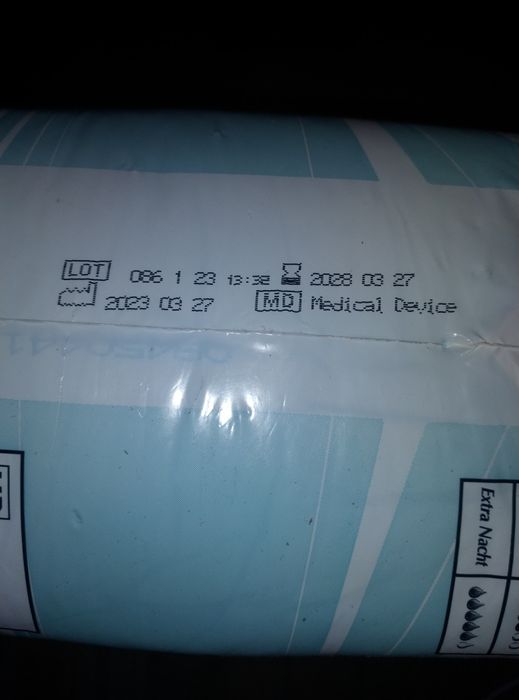 LOT 086 1 23 13:32 2028 03 27
2023 03 27 MD Medical Device
Extra Nacht